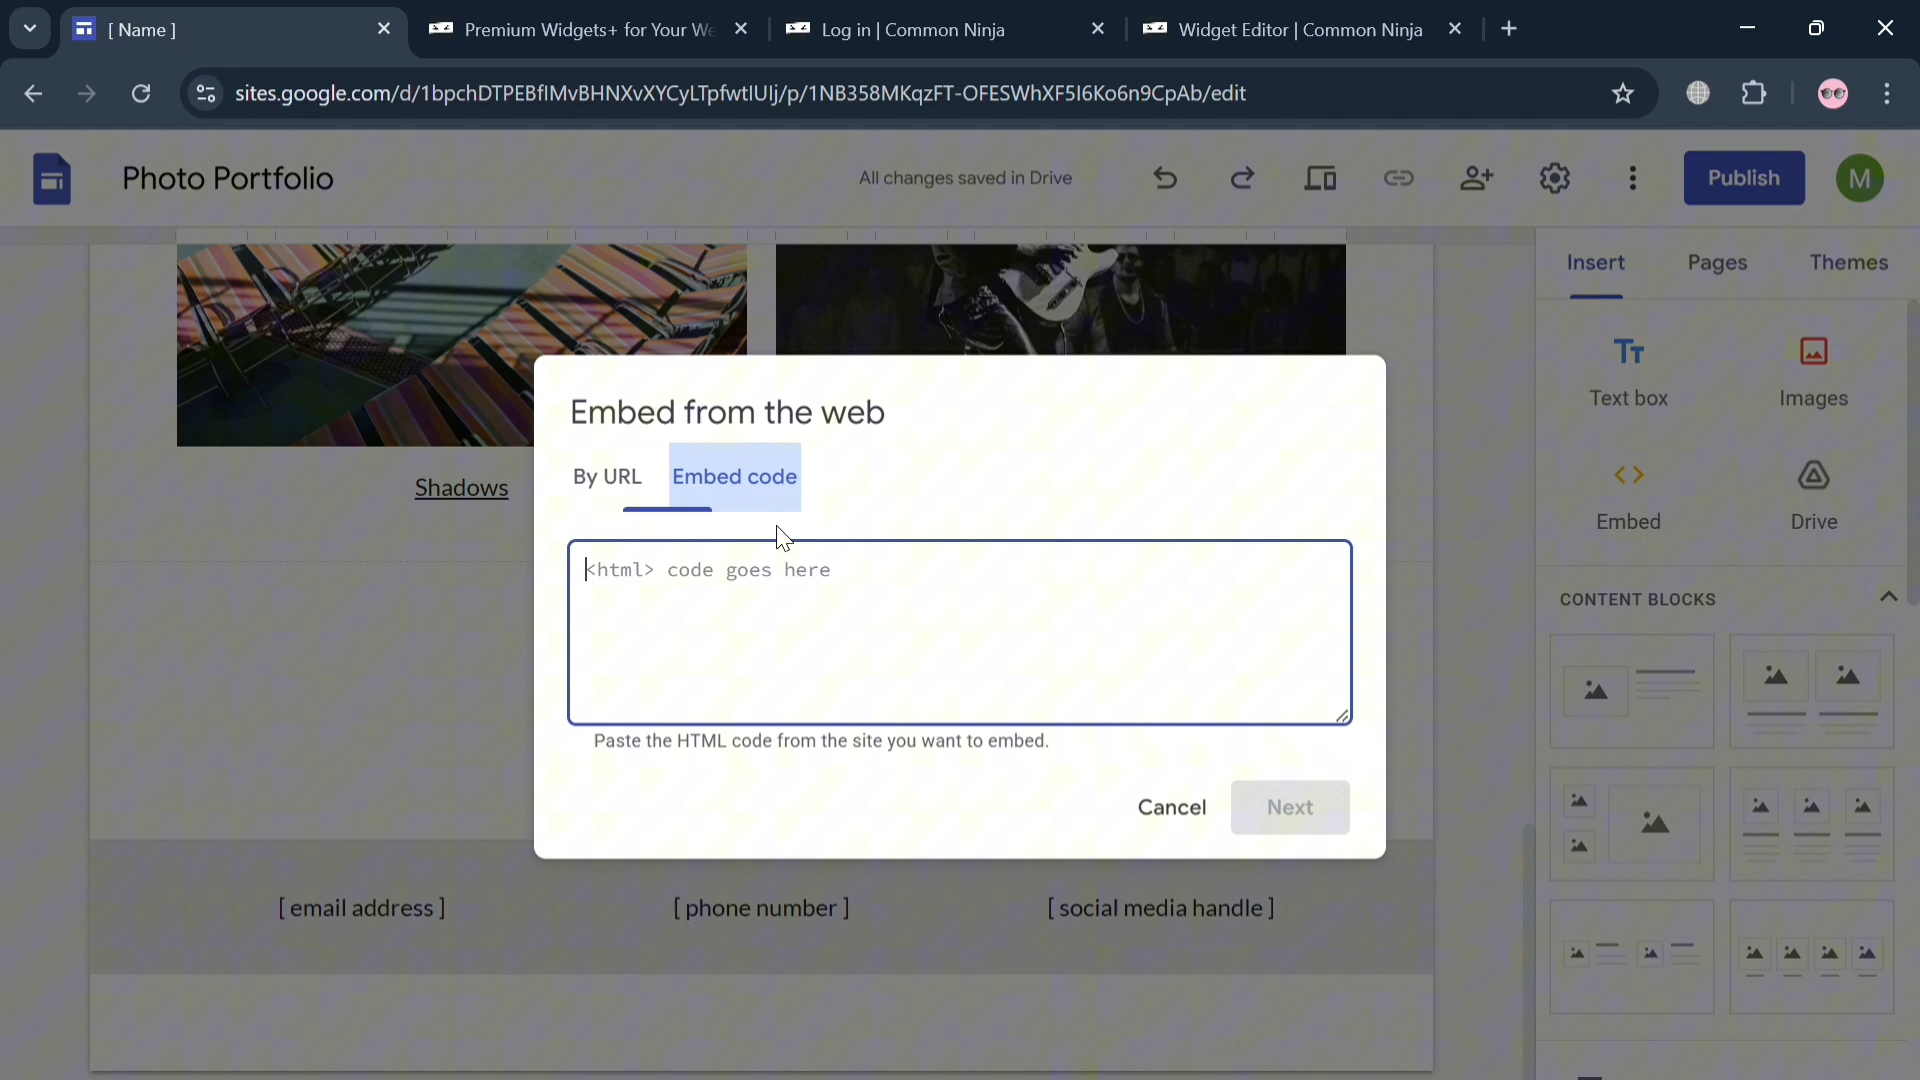 [ Name ]
Premium Widgets+ for Your We
Log in | Common Ninja
Widget Editor | Common Ninja
sites.google.com/d/1bpchDTPEBfIMvBHNXvXYCyLTpfwtIUIj/p/1NB358MKqzFT-OFESWhXF5I6Ko6n9CpAb/edit
Photo Portfolio
All changes saved in Drive
Publish
M
Insert
Pages
Themes
Text box
Images
Embed
Drive
CONTENT BLOCKS
Embed from the web
By URL
Embed code
<html> code goes here
Paste the HTML code from the site you want to embed.
Cancel
Next
Shadows
[ email address ]
[ phone number ]
[ social media handle ]